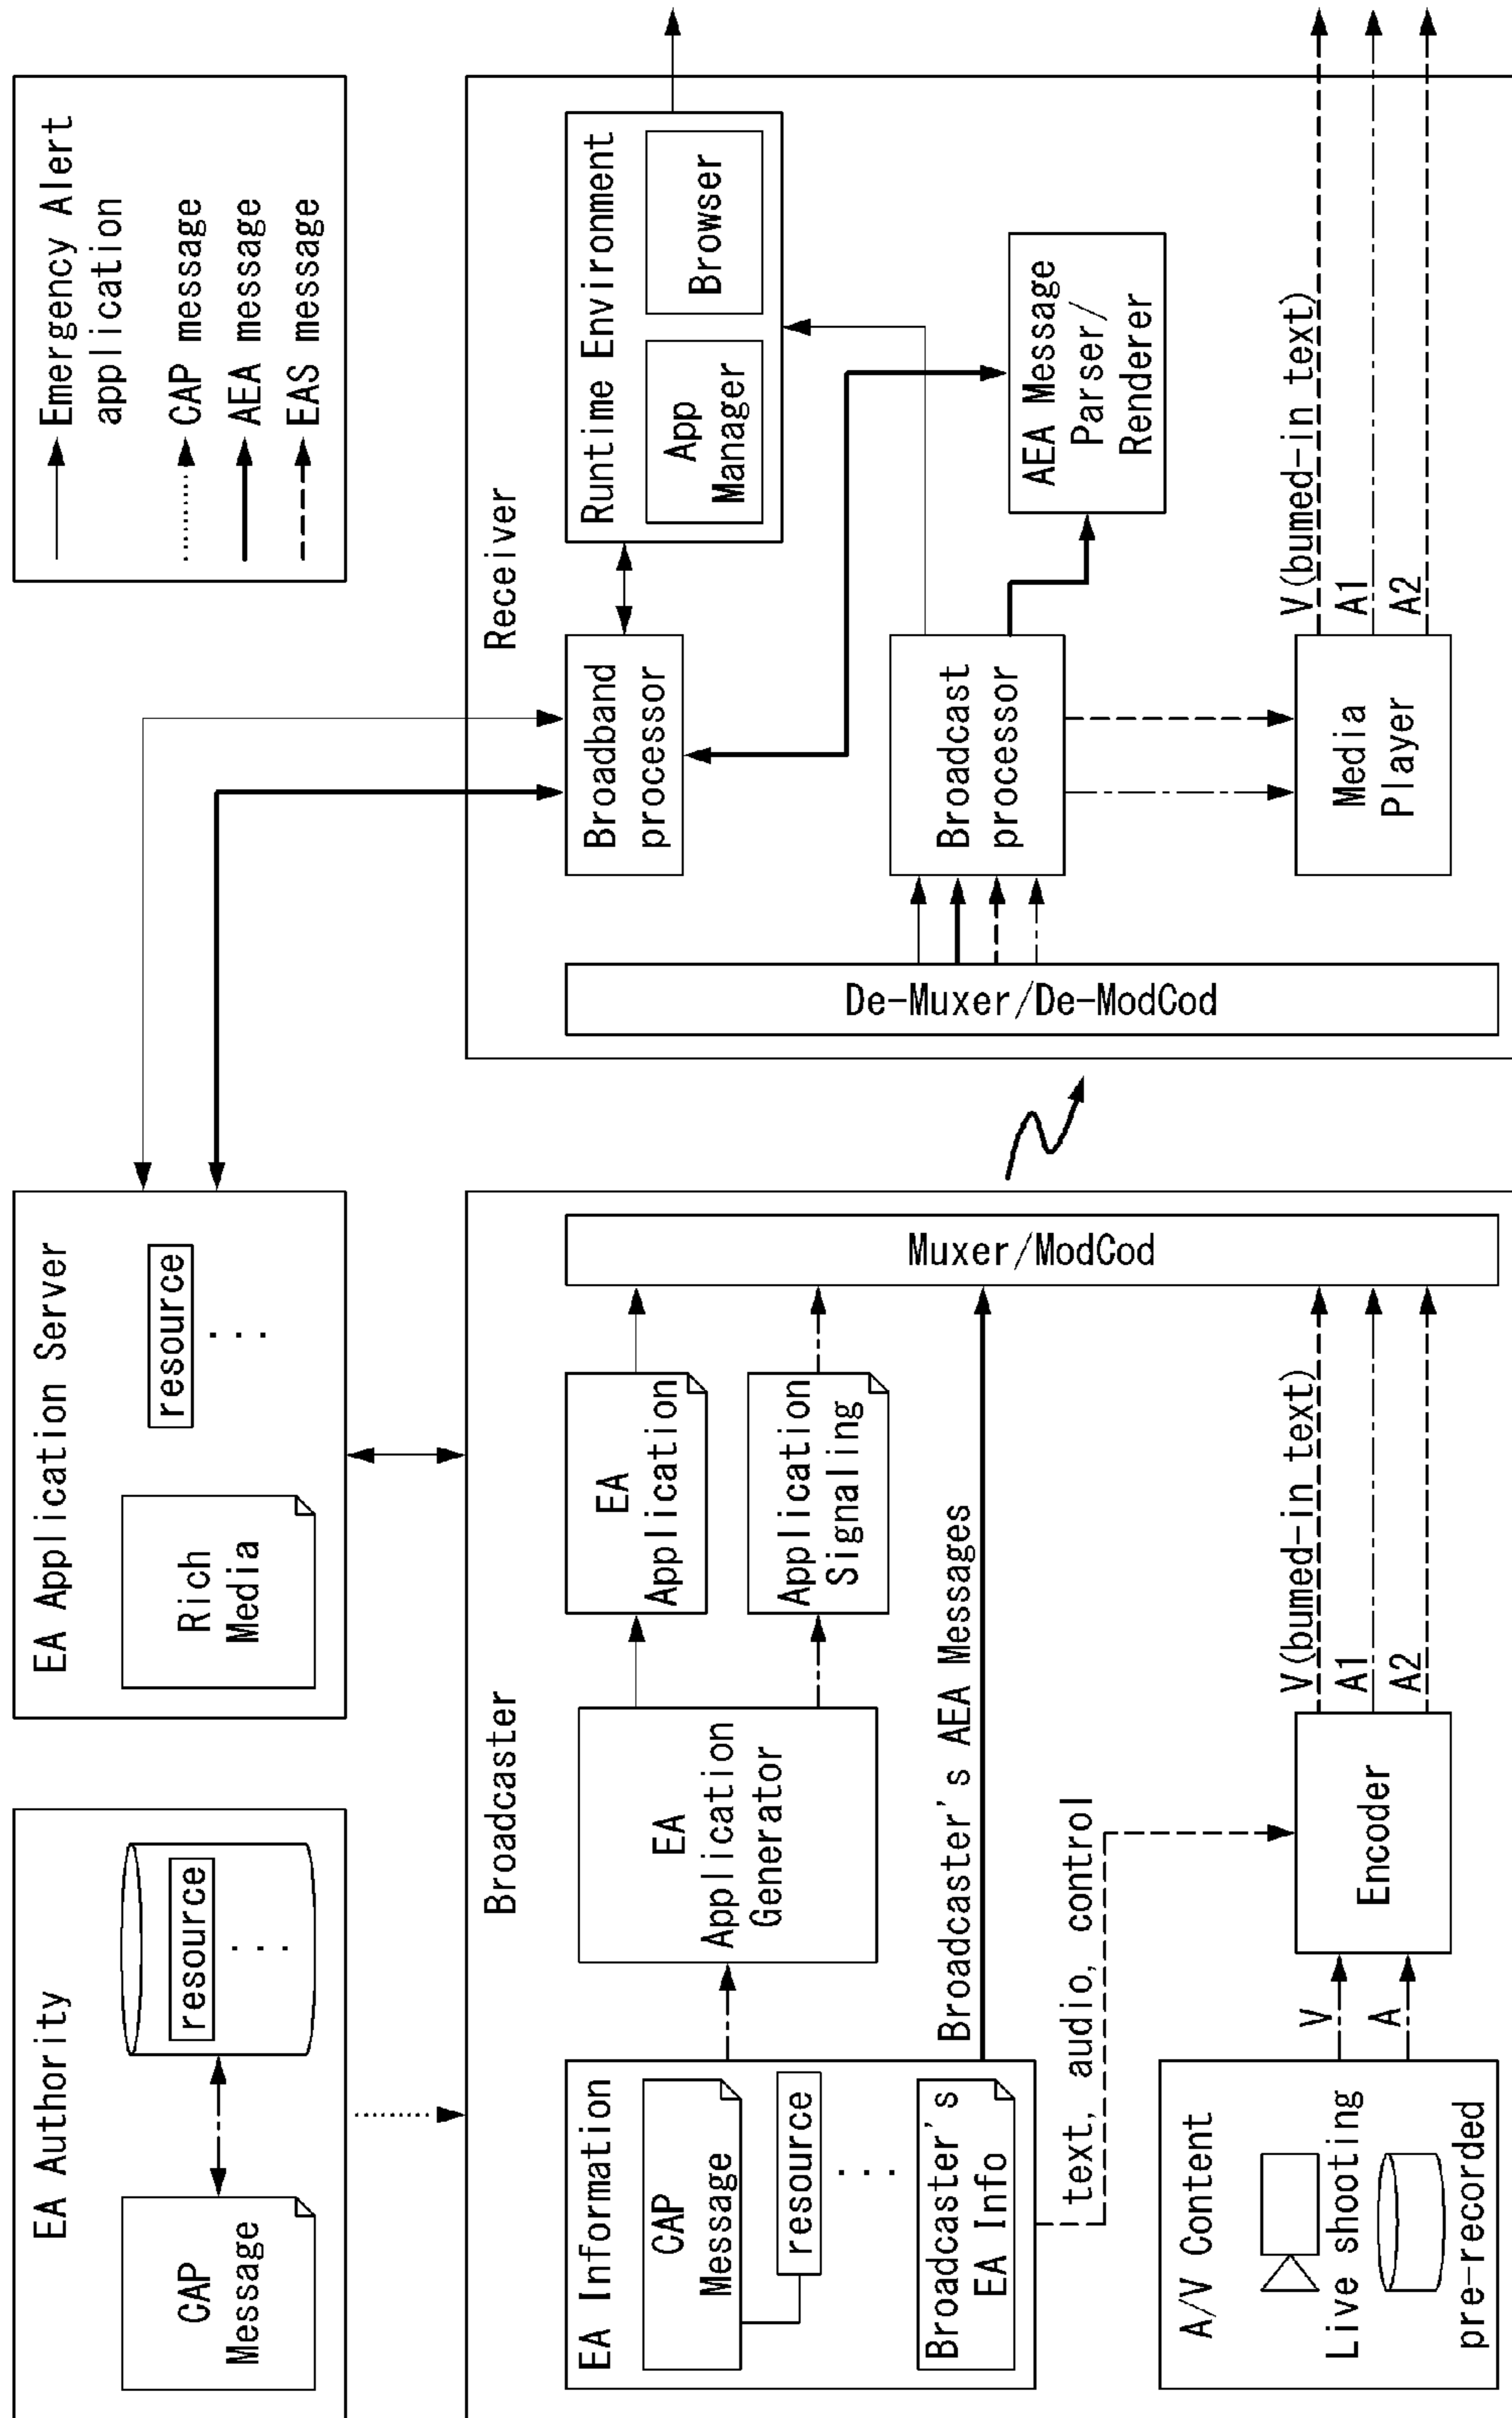 EA Authority
CAP
Message
resource
...
EA Application Server
Rich
Media
resource
...
Emergency Alert
application
CAP message
AEA message
EAS message
Broadcaster
EA Information
CAP
Message
resource
...
Broadcaster's
EA Info
EA
Application
Generator
EA
Application
Application
Signaling
Broadcaster's AEA Messages
text, audio, control
A/V Content
Live shooting
pre-recorded
V
A
Encoder
V(bumed-in text)
A1
A2
Muxer/ModCod
Receiver
De-Muxer/De-ModCod
Broadband
processor
Broadcast
processor
Media
Player
Runtime Environment
App
Manager
Browser
AEA Message
Parser/
Renderer
V(bumed-in text)
A1
A2